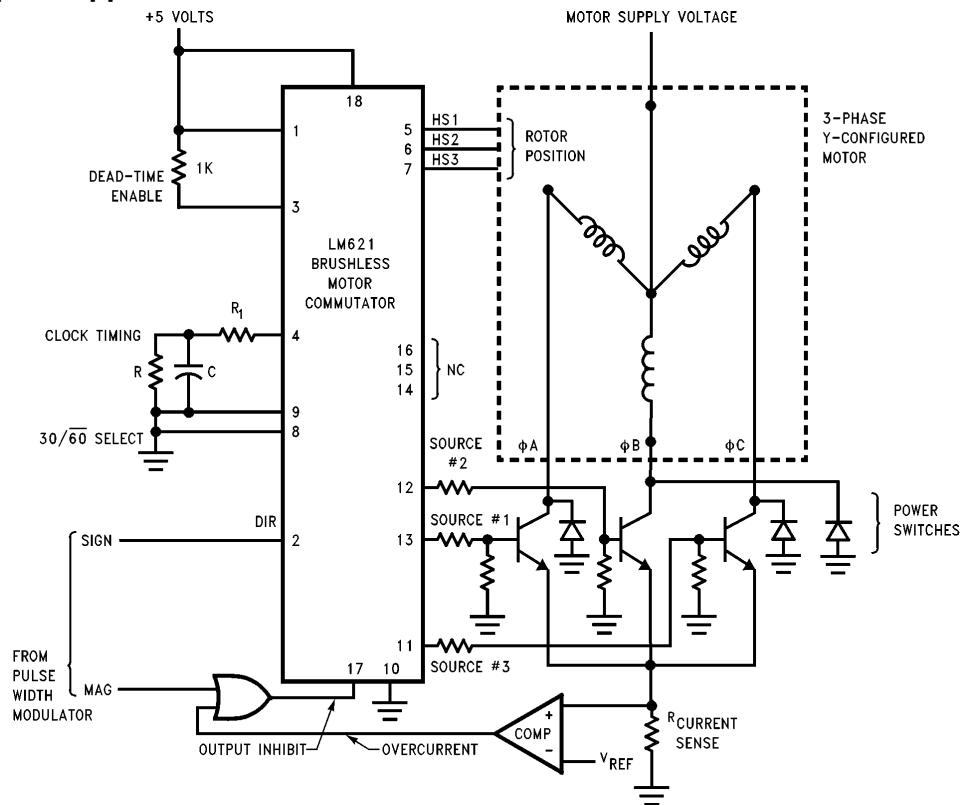 +5 VOLTS
MOTOR SUPPLY VOLTAGE
18
1
1K
DEAD-TIME
ENABLE
3
5
HS1
6
HS2
7
HS3
ROTOR
POSITION
3-PHASE
Y-CONFIGURED
MOTOR
LM621
BRUSHLESS
MOTOR
COMMUTATOR
CLOCK TIMING
R1
4
R
C
9
8
30/60 SELECT
16
15
14
NC
SOURCE
#2
ϕA
ϕB
ϕC
12
SOURCE #1
13
POWER
SWITCHES
SIGN
DIR
2
11
SOURCE #3
FROM
PULSE
WIDTH
MODULATOR
MAG
17
10
OUTPUT INHIBIT
OVERCURRENT
+
COMP
-
VREF
RCURRENT
SENSE